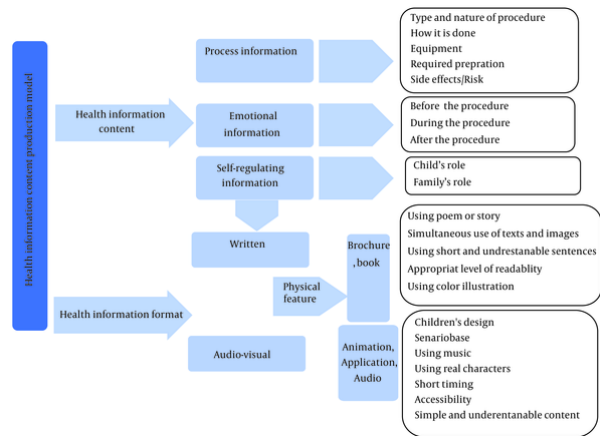 Health information content production model
Health information
content
Process information
Type and nature of procedure
How it is done
Equipment
Required prepration
Side effects/Risk
Emotional
information
Before the procedure
During the procedure
After the procedure
Self-regulating
information
Child's role
Family's role
Health information format
Written
Physical
feature
Brochure
,book
Using poem or story
Simultaneous use of texts and images
Using short and undrestanable sentences
Appropriat level of readablity
Using color illustration
Audio-visual
Animation,
Application,
Audio
Children's design
Senariobase
Using music
Using real characters
Short timing
Accessibility
Simple and underentanable content